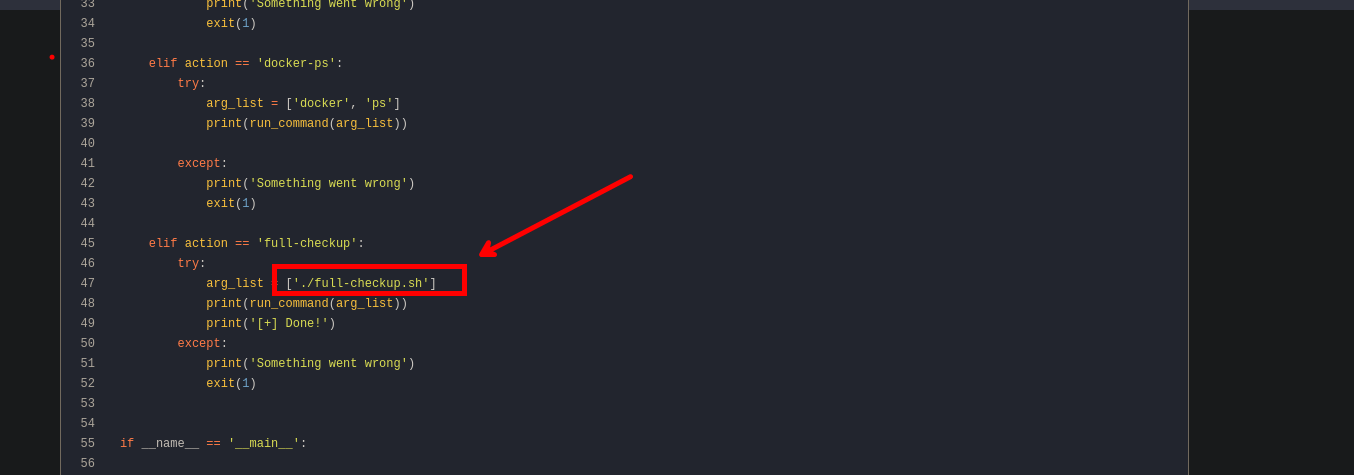 33 print('Something went wrong')
34 exit(1)
35
36 elif action == 'docker-ps':
37 try:
38 arg_list = ['docker', 'ps']
39 print(run_command(arg_list))
40
41 except:
42 print('Something went wrong')
43 exit(1)
44
45 elif action == 'full-checkup':
46 try:
47 arg_list = ['./full-checkup.sh']
48 print(run_command(arg_list))
49 print('[+] Done!')
50 except:
51 print('Something went wrong')
52 exit(1)
53
54
55 if __name__ == '__main__':
56